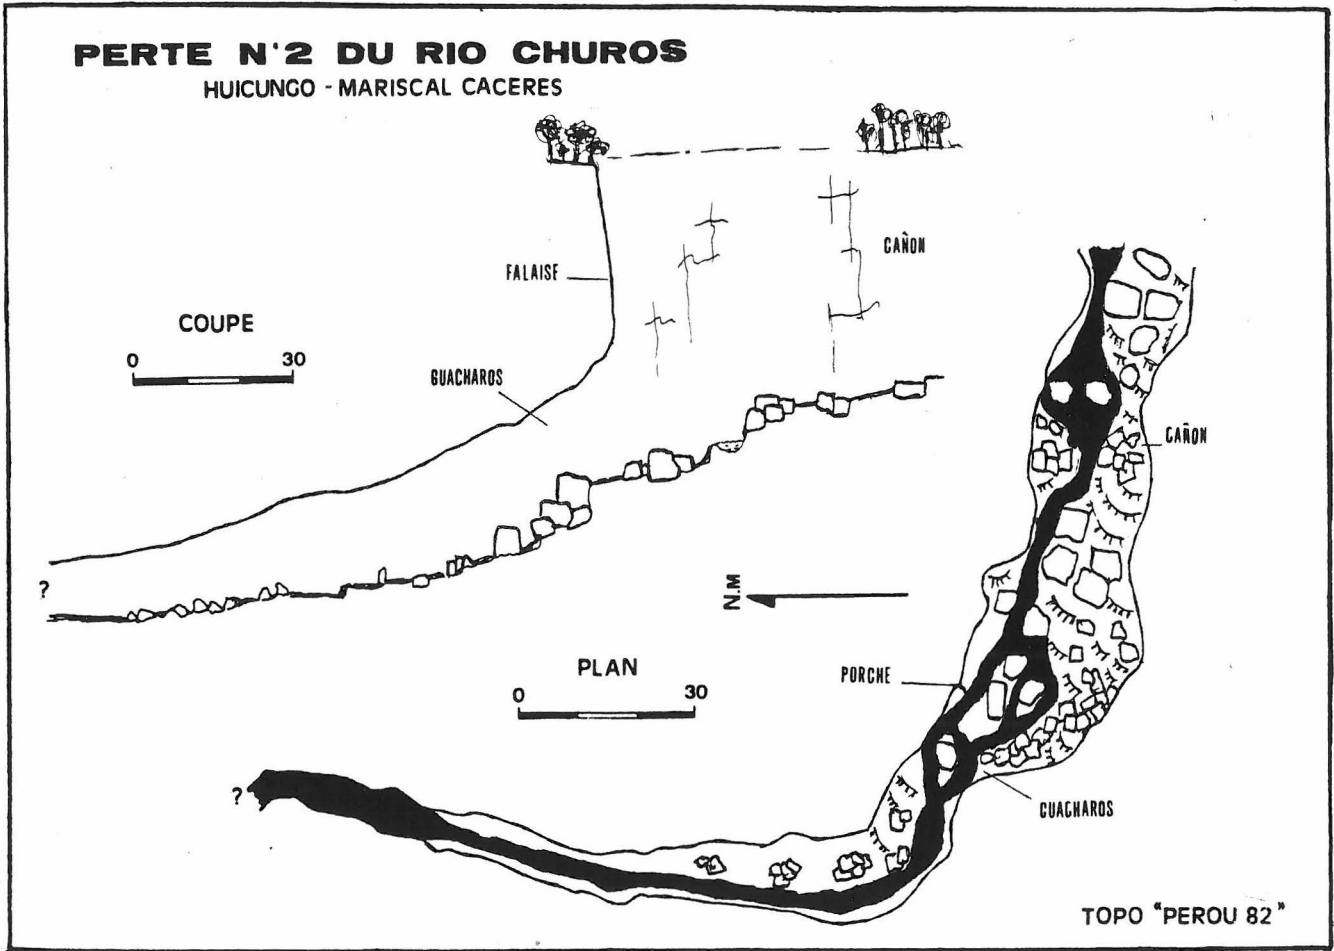 PERTE N'2 DU RIO CHUROS
HUICUNGO - MARISCAL CACERES
CAÑON
FALAISE
COUPE
0 30
GUACHAROS
CAÑON
?
N.M
PLAN
PORCHE
0 30
?
GUACHAROS
TOPO "PEROU 82"